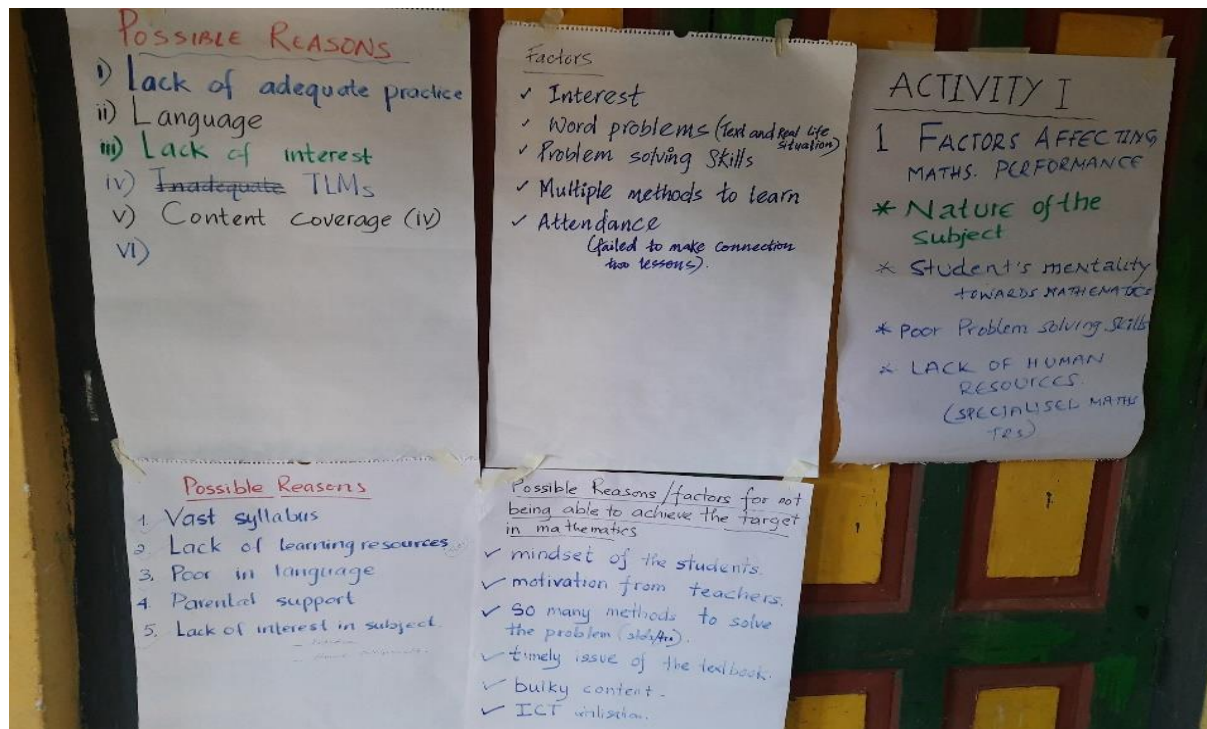 POSSIBLE REASONS
i) Lack of adequate practice
ii) Language
iii) Lack of interest
iv) Inadequate TLMs
v) Content coverage (iv)
vi)
Factors
✓ Interest
✓ Word problems (Text and Real life
situation)
✓ Problem solving skills
✓ Multiple methods to learn
✓ Attendance
(failed to make connection
two lessons).
ACTIVITY I
1 FACTORS AFFECTING
MATHS. PERFORMANCE
* Nature of the
Subject
* Student's mentality
TOWARDS MATHEMATICS
* Poor Problem solving skills
* LACK OF HUMAN
RESOURCES.
(SPECIALISED MATHS
TRS)
Possible Reasons
1. Vast syllabus
2. Lack of learning resources
3. Poor in language
4. Parental support
5. Lack of interest in subject.
Possible Reasons/factors for not
being able to achieve the target
in mathematics
✓ mindset of the students.
✓ motivation from teachers.
✓ So many methods to solve
the problem
✓ timely issue of the textbook.
✓ bulky content.
✓ ICT utilisation.